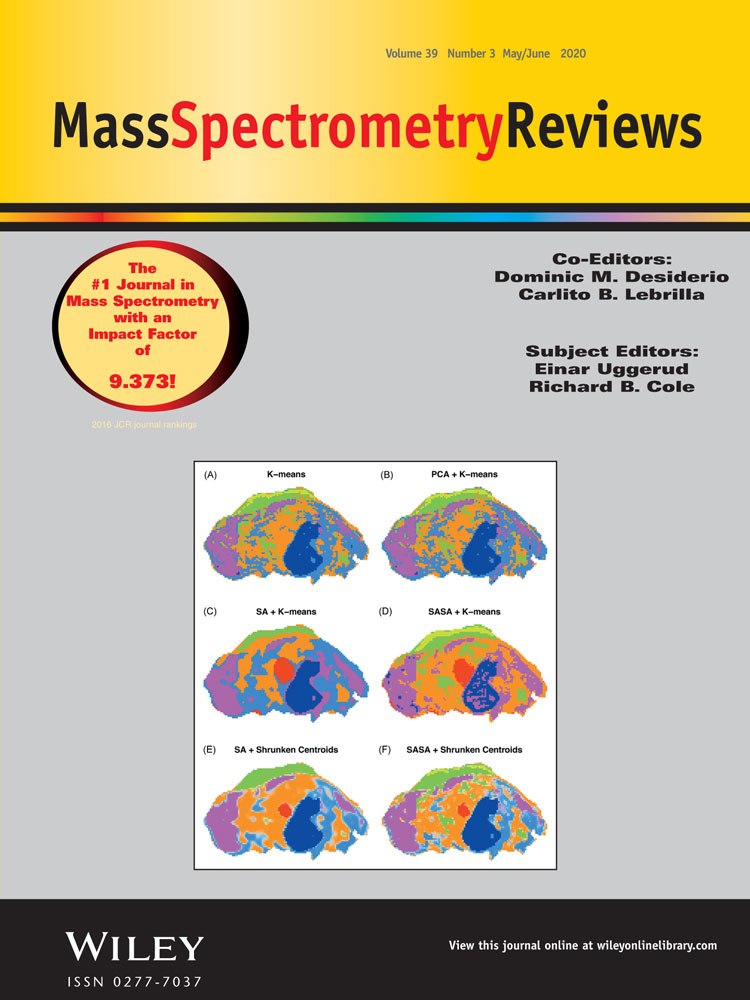 Volume 39 Number 3 May/June 2020
MassSpectrometryReviews
The
#1 Journal in
Mass Spectrometry
with an
Impact Factor
of
9.373!
2016 JCR journal rankings
Co-Editors:
Dominic M. Desiderio
Carlito B. Lebrilla
Subject Editors:
Einar Uggerud
Richard B. Cole
(A) K−means
(B) PCA + K−means
(C) SA + K−means
(D) SASA + K−means
(E) SA + Shrunken Centroids
(F) SASA + Shrunken Centroids
WILEY
ISSN 0277-7037
View this journal online at wileyonlinelibrary.com